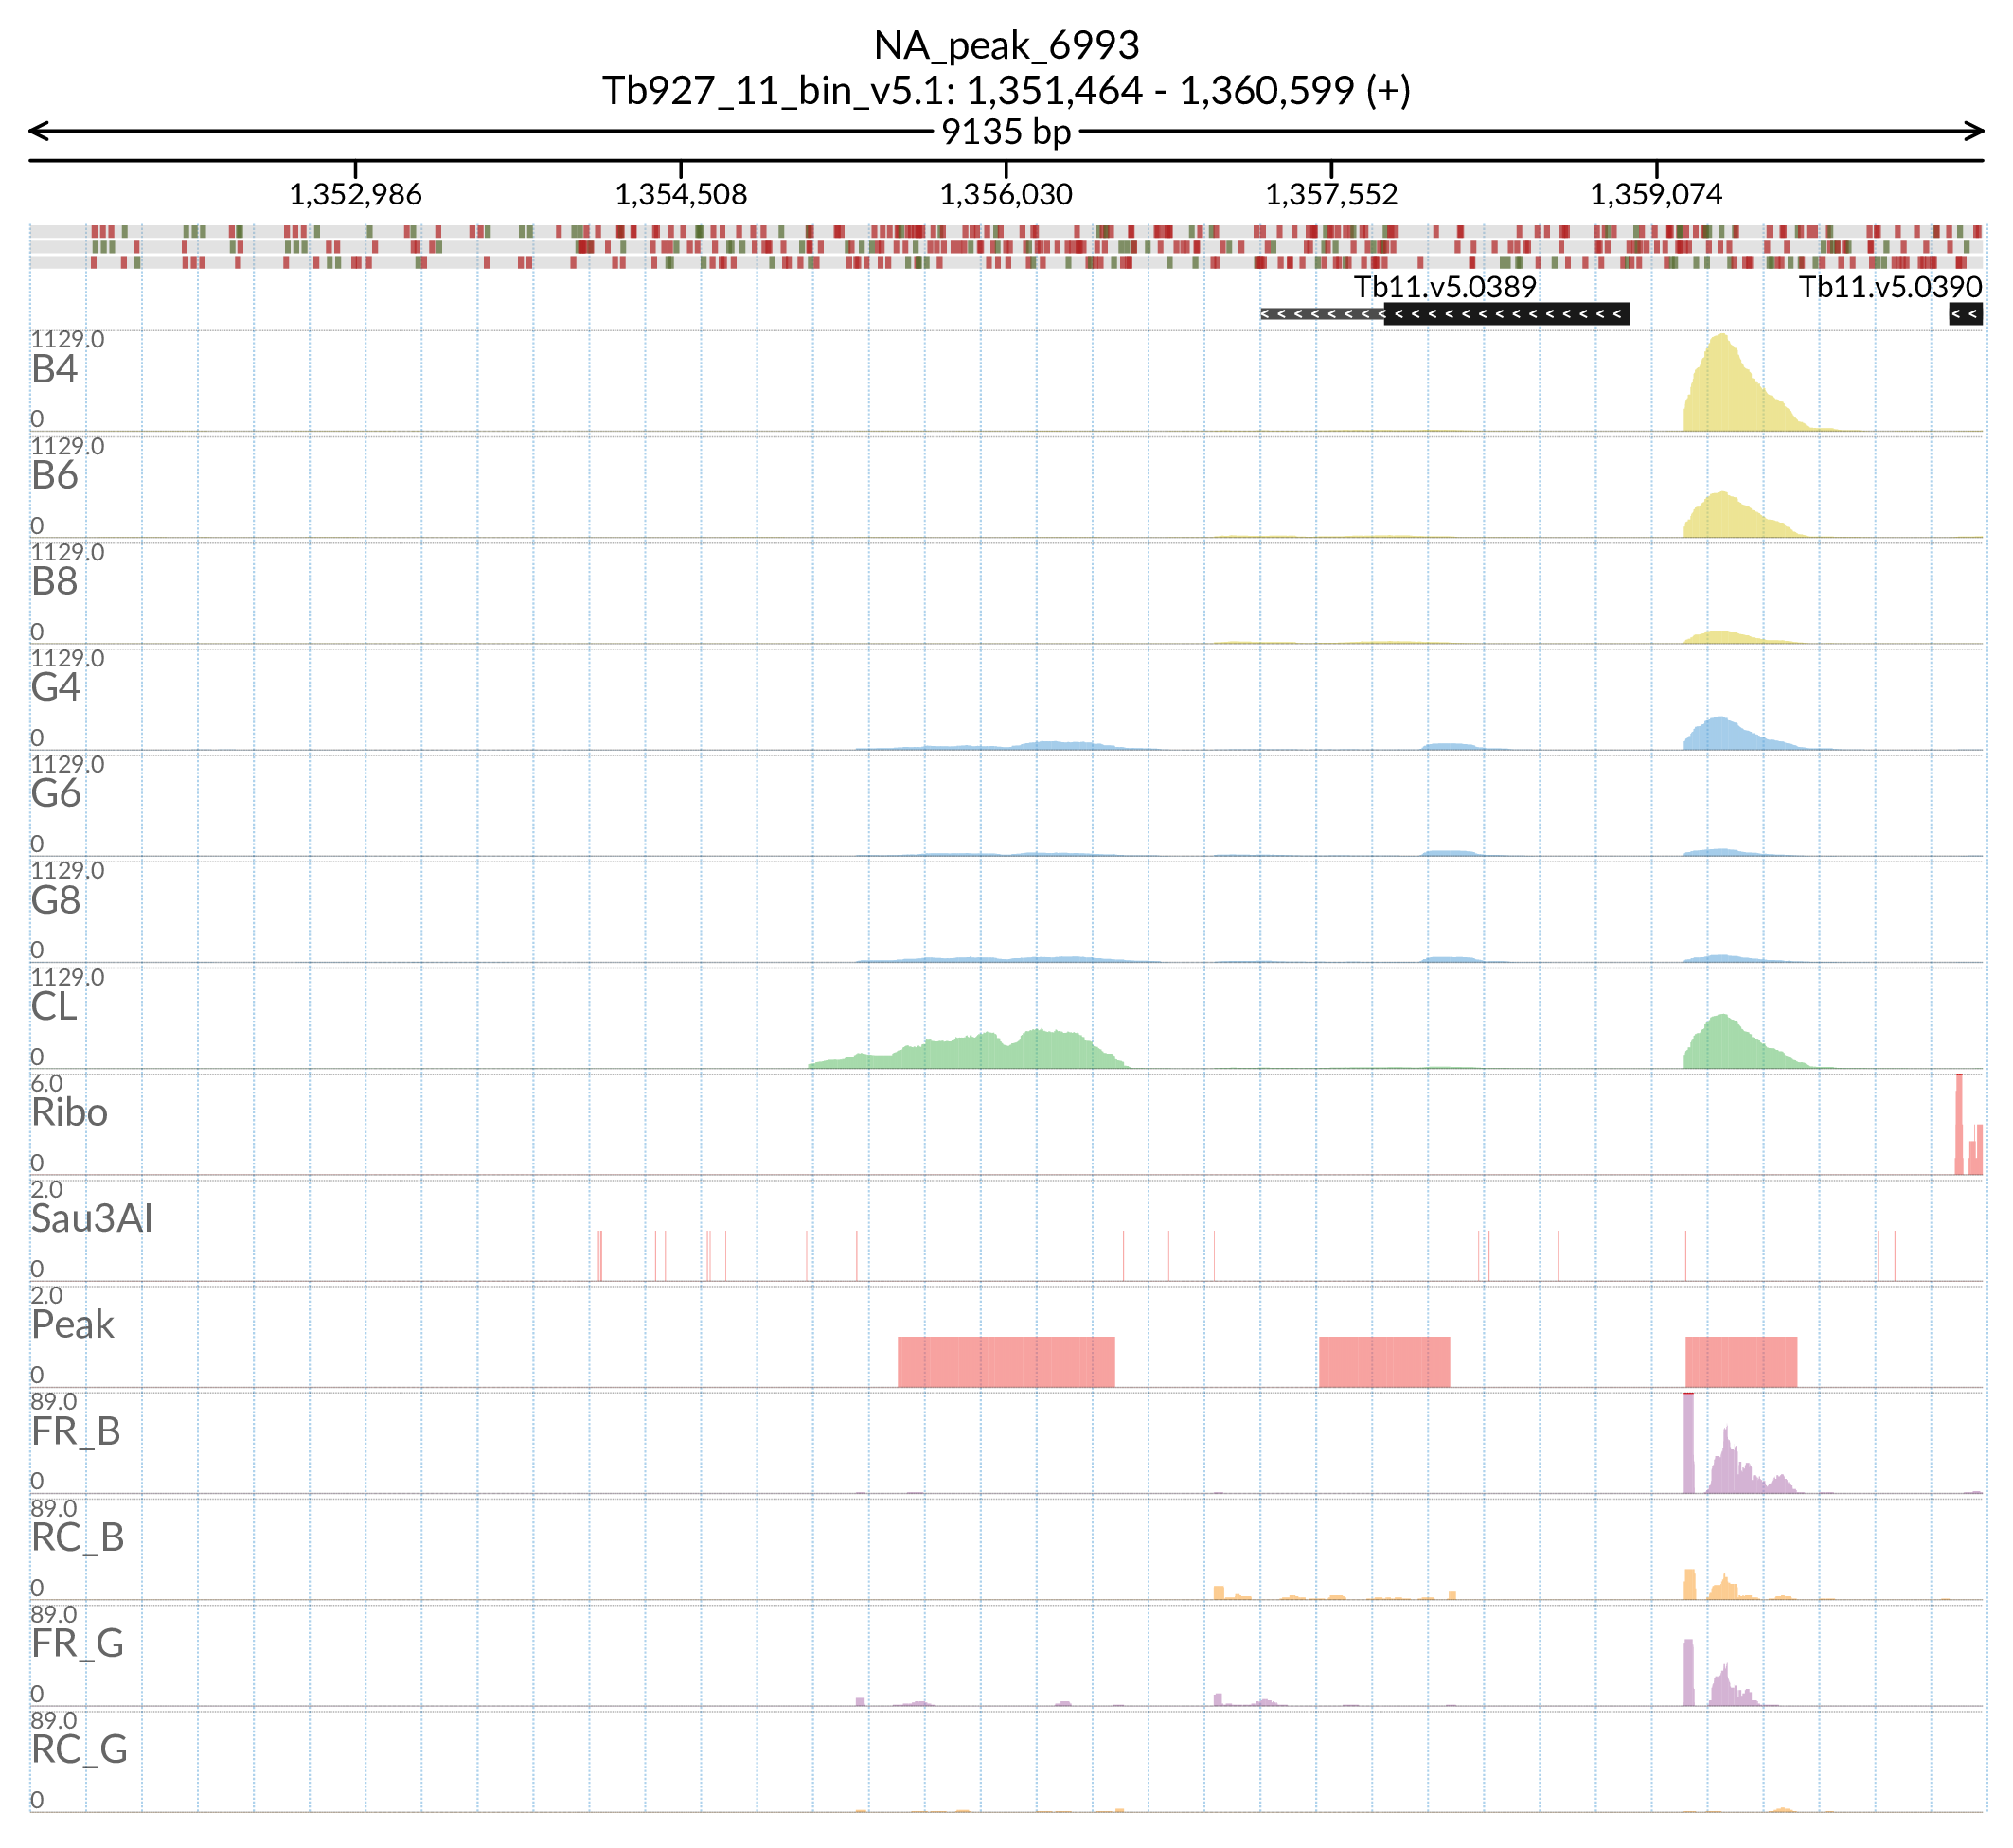 NA_peak_6993
Tb927_11_bin_v5.1: 1,351,464 - 1,360,599 (+)
9135 bp
1,352,986 1,354,508 1,356,030 1,357,552 1,359,074
Tb11.v5.0389 Tb11.v5.0390
1129.0
B4
0
1129.0
B6
0
1129.0
B8
0
1129.0
G4
0
1129.0
G6
0
1129.0
G8
0
1129.0
CL
0
6.0
Ribo
0
2.0
Sau3AI
0
2.0
Peak
0
89.0
FR_B
0
89.0
RC_B
0
89.0
FR_G
0
89.0
RC_G
0